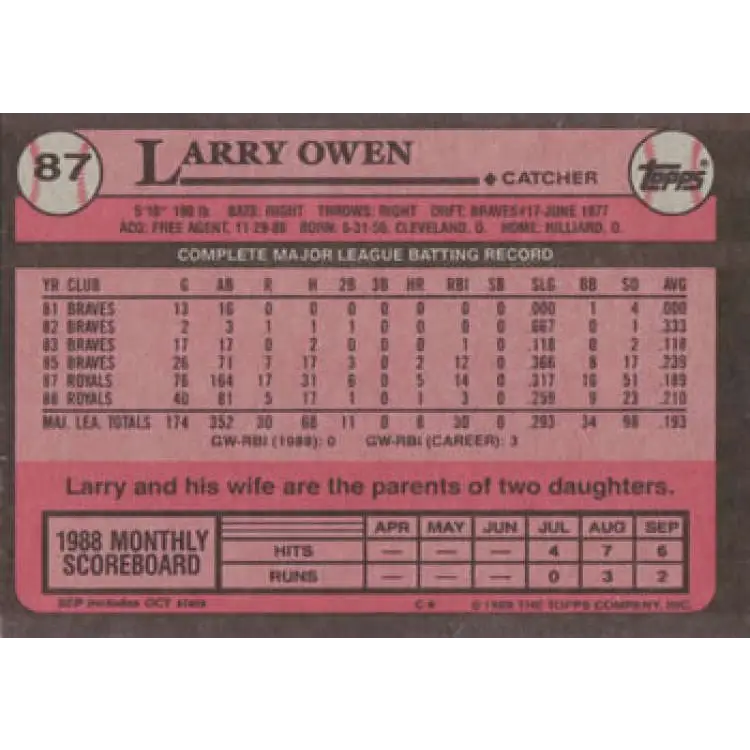 87
LARRY OWEN
CATCHER
TOPPS
5'10" 190 lb. BATS: RIGHT THROWS: RIGHT DRFT: BRAVES #17-JUNE 1977
ACQ: FREE AGENT, BORN: CLEVELAND, O. HOME: HILLIARD, O.
COMPLETE MAJOR LEAGUE BATTING RECORD
YR CLUB G AB R H 2B 3B HR RBI SB SLG BB SO AVG
81 BRAVES 13 16 0 0 0 0 0 0 0 .000 1 4 .000
82 BRAVES 2 3 1 1 1 0 0 0 0 .667 0 1 .333
83 BRAVES 17 17 0 2 0 0 0 1 0 .118 0 2 .118
85 BRAVES 26 71 7 17 3 0 2 12 0 .366 8 17 .239
87 ROYALS 76 164 17 31 6 0 5 14 0 .317 16 51 .189
88 ROYALS 40 81 5 17 1 0 1 3 0 .259 9 23 .210
MAJ. LEA. TOTALS 174 352 30 68 11 0 8 30 0 .293 34 98 .193
GW-RBI (1988): 0 GW-RBI (CAREER): 3
Larry and his wife are the parents of two daughters.
1988 MONTHLY SCOREBOARD
APR MAY JUN JUL AUG SEP
HITS — — — 4 7 6
RUNS — — — 0 3 2
SEP includes OCT stats
© 1989 THE TOPPS COMPANY, INC.